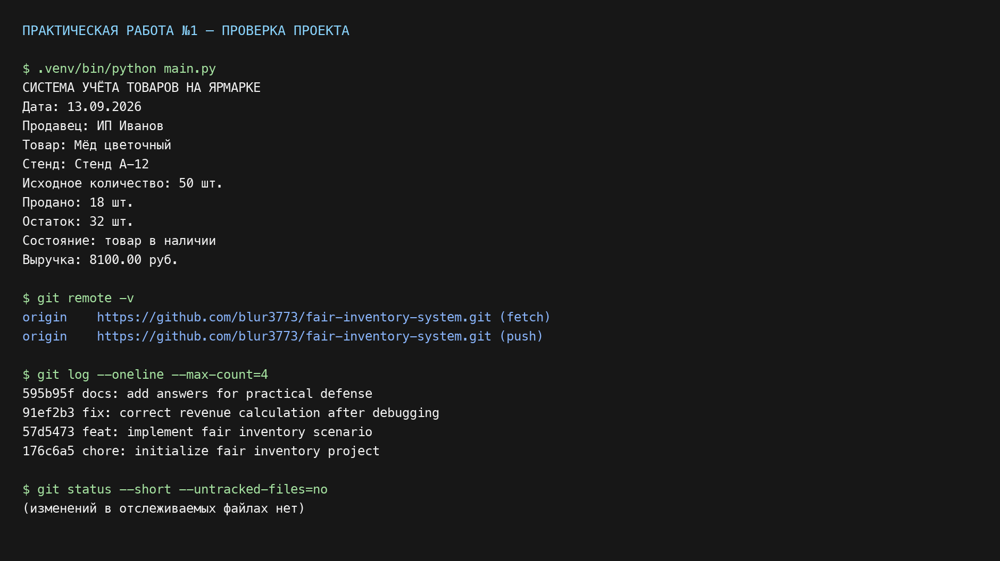 ПРАКТИЧЕСКАЯ РАБОТА №1 — ПРОВЕРКА ПРОЕКТА
$ .venv/bin/python main.py
СИСТЕМА УЧЁТА ТОВАРОВ НА ЯРМАРКЕ
Дата: 13.09.2026
Продавец: ИП Иванов
Товар: Мёд цветочный
Стенд: Стенд А-12
Исходное количество: 50 шт.
Продано: 18 шт.
Остаток: 32 шт.
Состояние: товар в наличии
Выручка: 8100.00 руб.
$ git remote -v
origin    https://github.com/blur3773/fair-inventory-system.git (fetch)
origin    https://github.com/blur3773/fair-inventory-system.git (push)
$ git log --oneline --max-count=4
595b95f docs: add answers for practical defense
91ef2b3 fix: correct revenue calculation after debugging
57d5473 feat: implement fair inventory scenario
176c6a5 chore: initialize fair inventory project
$ git status --short --untracked-files=no
(изменений в отслеживаемых файлах нет)